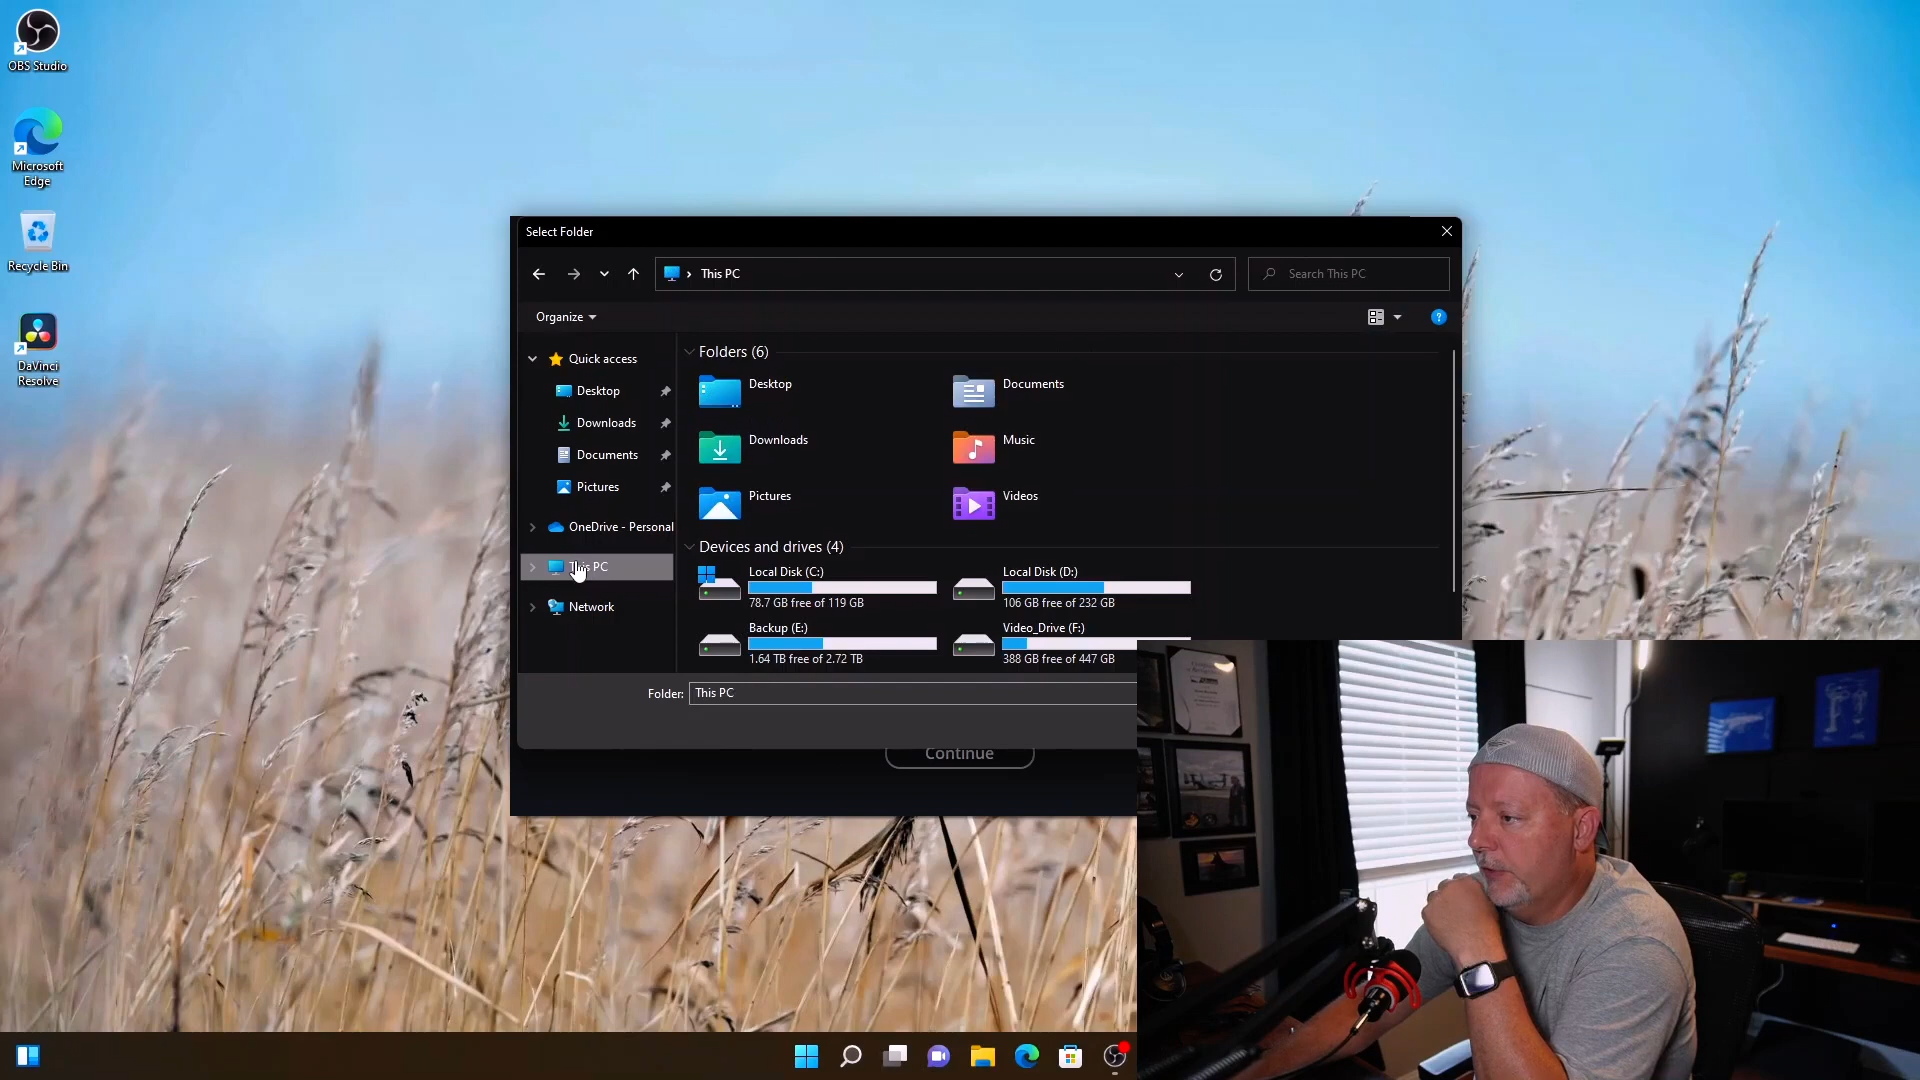 OBS Studio
Microsoft
Edge
Recycle Bin
DaVinci
Resolve
Select Folder
This PC
Search This PC
Organize
Quick access
Desktop
Downloads
Documents
Pictures
OneDrive - Personal
This PC
Network
Folders (6)
Desktop
Documents
Downloads
Music
Pictures
Videos
Devices and drives (4)
Local Disk (C:)
78.7 GB free of 119 GB
Local Disk (D:)
106 GB free of 232 GB
Backup (E:)
1.64 TB free of 2.72 TB
Video_Drive (F:)
388 GB free of 447 GB
Folder: This PC
Continue